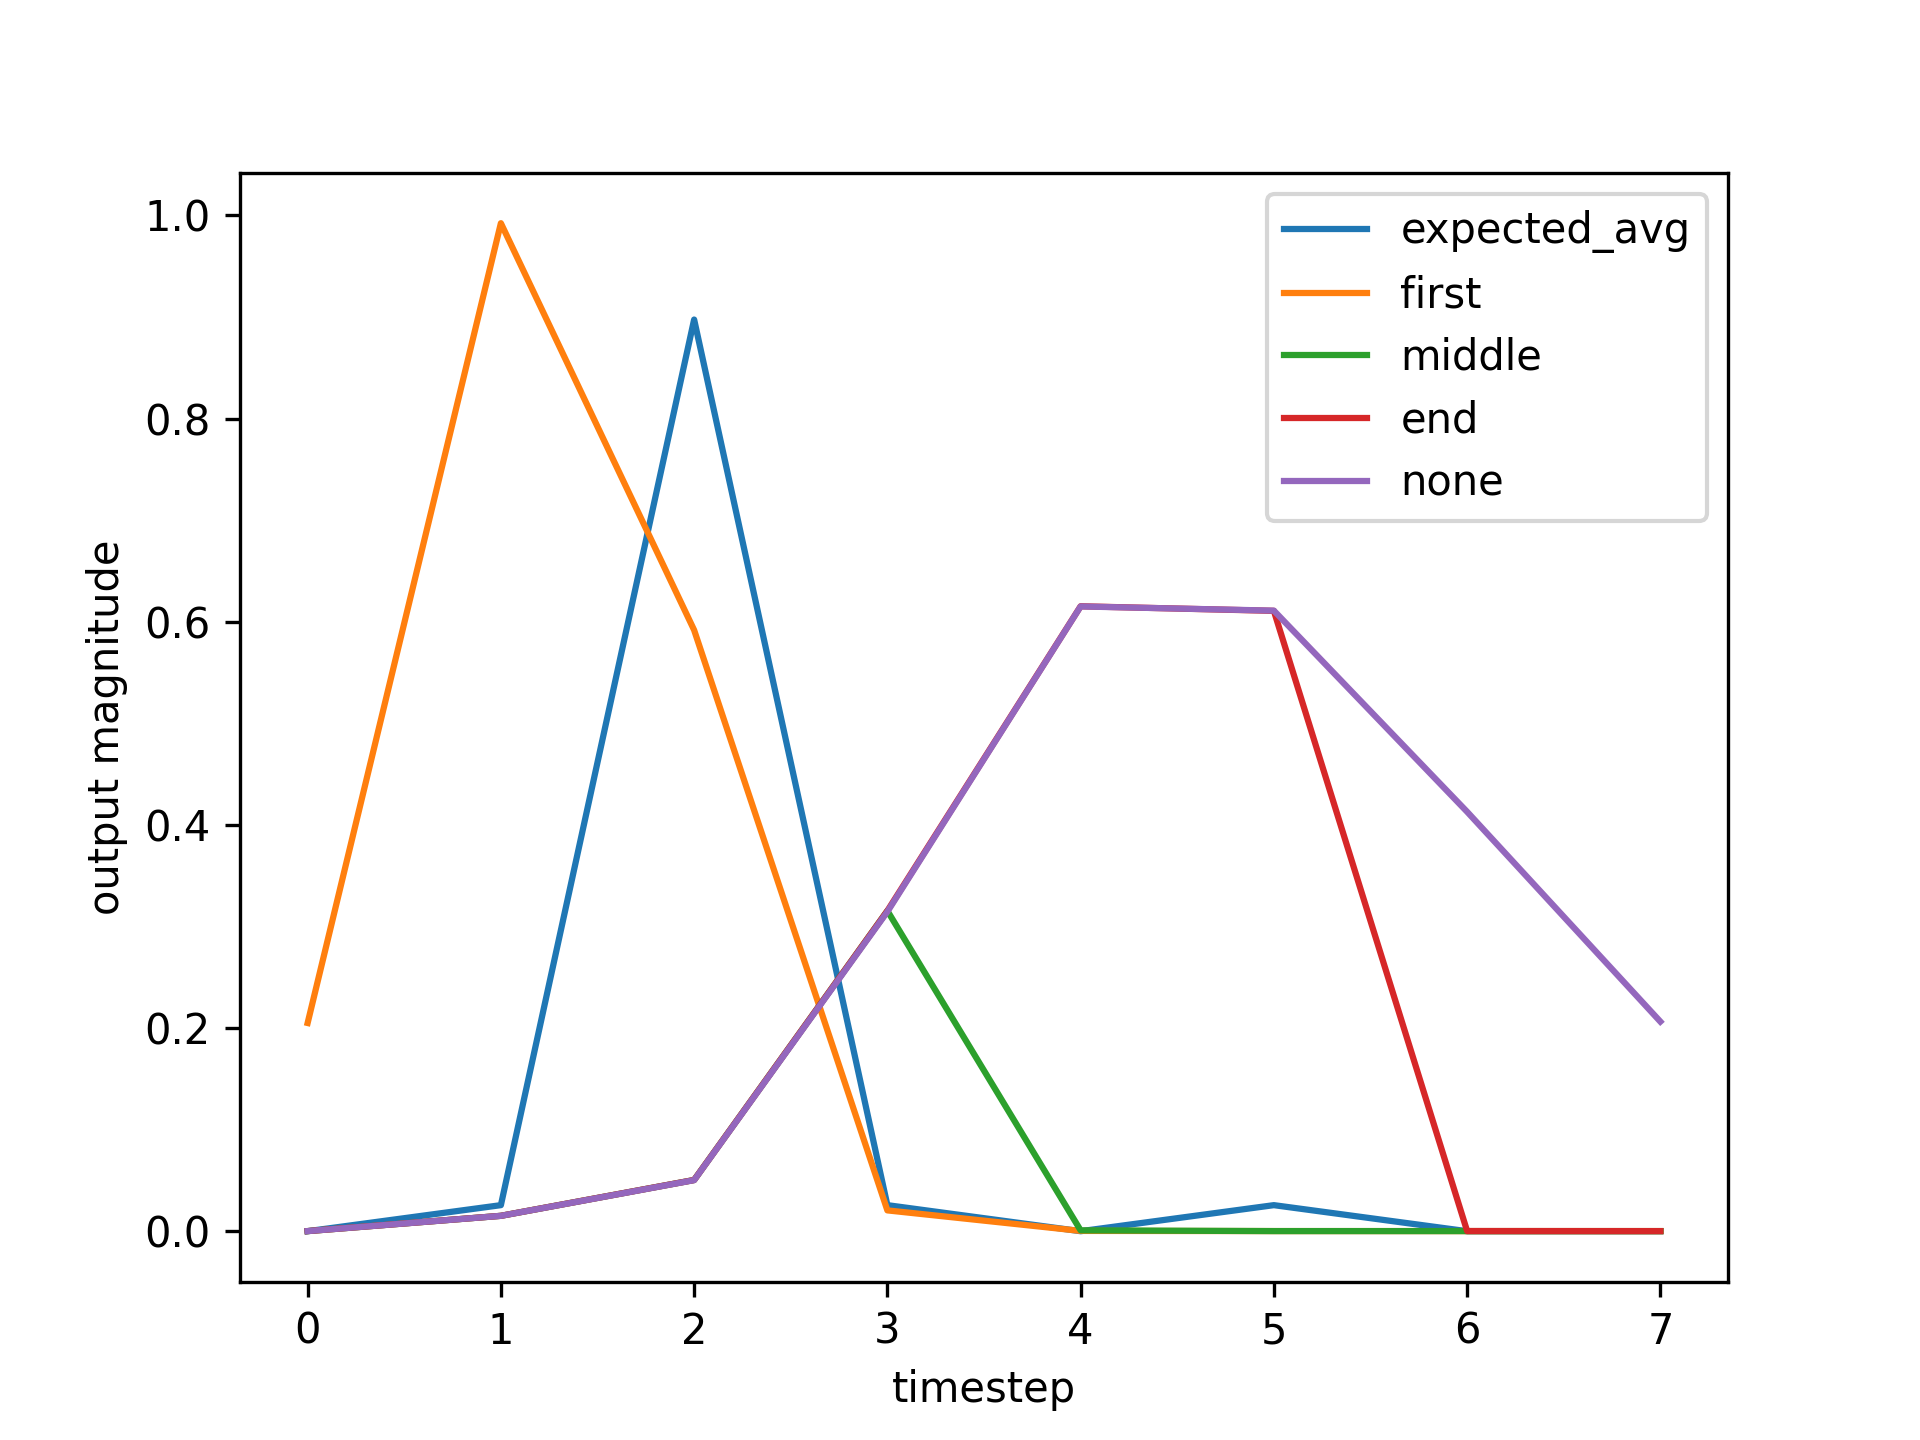 expected_avg
first
middle
end
none
1.0
0.8
0.6
0.4
0.2
0.0
output magnitude
0 1 2 3 4 5 6 7
timestep